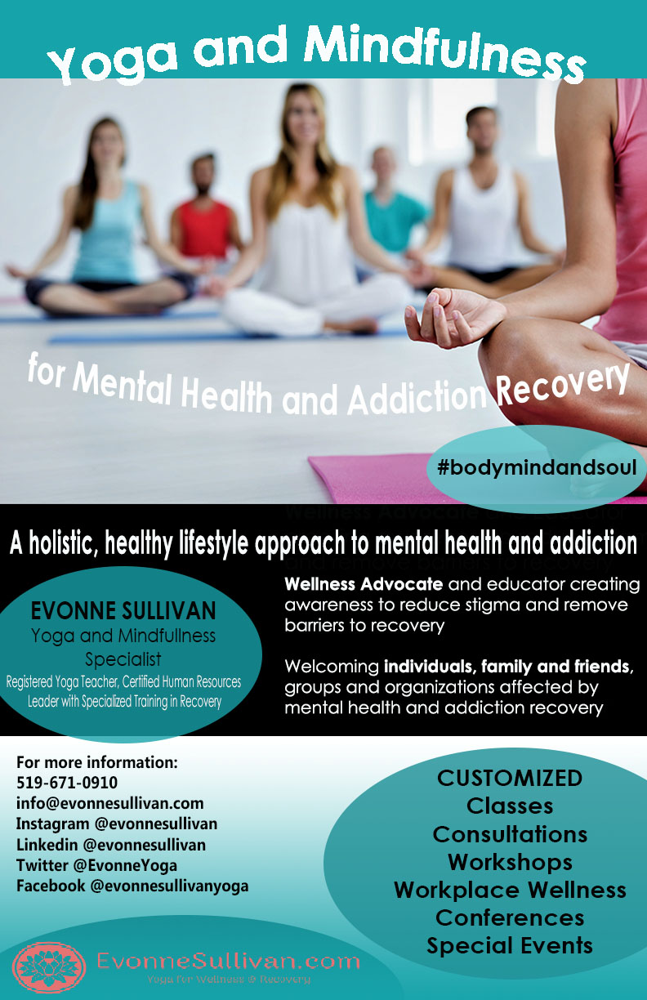 Yoga and Mindfulness
for Mental Health and Addiction Recovery
#bodymindandsoul
A holistic, healthy lifestyle approach to mental health and addiction
EVONNE SULLIVAN
Yoga and Mindfullness
Specialist
Registered Yoga Teacher, Certified Human Resources
Leader with Specialized Training in Recovery
Wellness Advocate and educator creating
awareness to reduce stigma and remove
barriers to recovery
Welcoming individuals, family and friends,
groups and organizations affected by
mental health and addiction recovery
For more information:
519-671-0910
info@evonnesullivan.com
Instagram @evonnesullivan
Linkedin @evonnesullivan
Twitter @EvonneYoga
Facebook @evonnesullivanyoga
CUSTOMIZED
Classes
Consultations
Workshops
Workplace Wellness
Conferences
Special Events
EvonneSullivan.com
Yoga For Wellness & Recovery